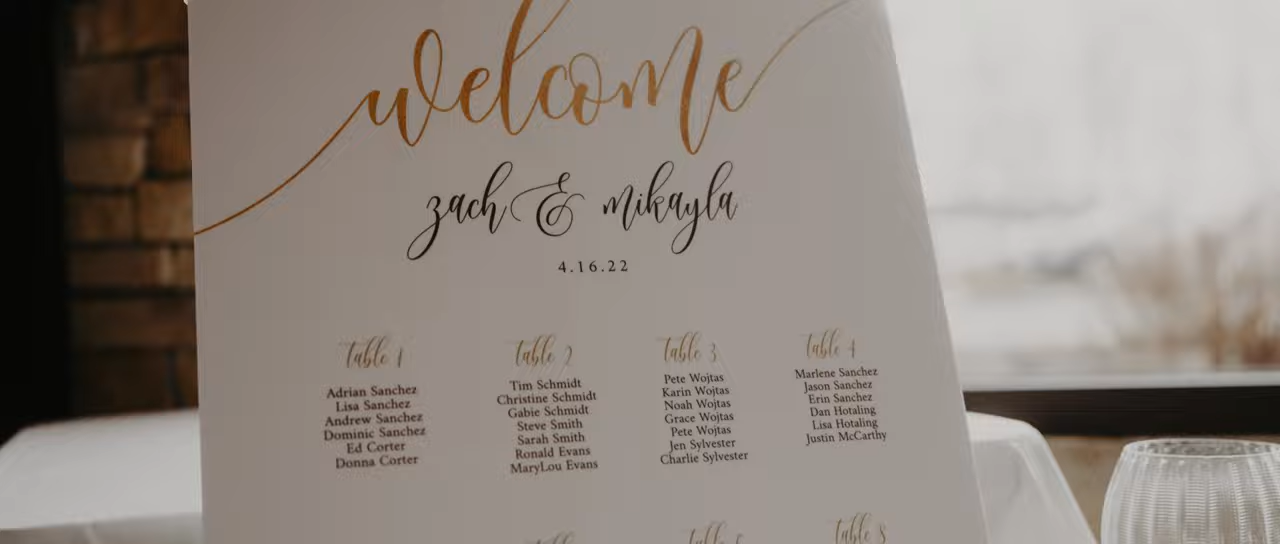 welcome
zach & mikayla
4.16.22
table 1
Adrian Sanchez
Lisa Sanchez
Andrew Sanchez
Dominic Sanchez
Ed Corter
Donna Corter
table 2
Tim Schmidt
Christine Schmidt
Gabie Schmidt
Steve Smith
Sarah Smith
Ronald Evans
MaryLou Evans
table 3
Pete Wojtas
Karin Wojtas
Noah Wojtas
Grace Wojtas
Pete Wojtas
Jen Sylvester
Charlie Sylvester
table 4
Marlene Sanchez
Jason Sanchez
Erin Sanchez
Dan Hotaling
Lisa Hotaling
Justin McCarthy
table
table 8